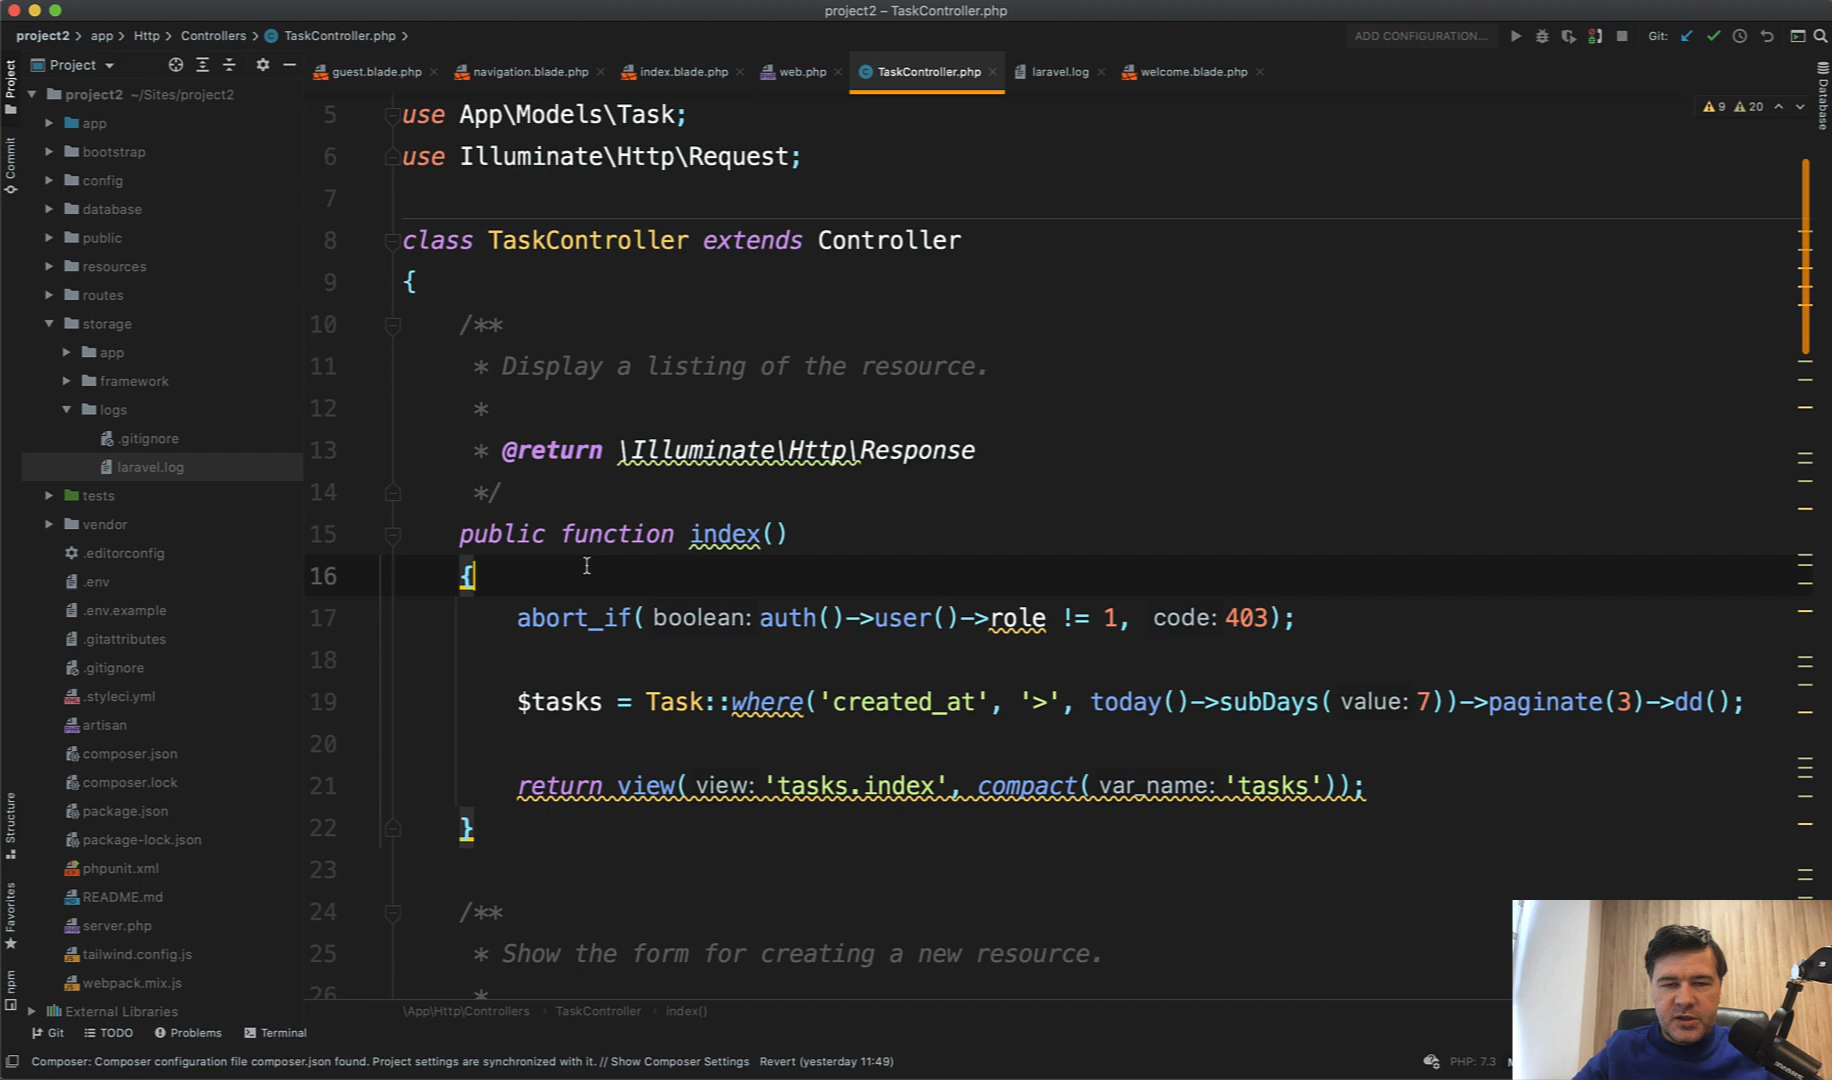 project2 – TaskController.php
project2 > app > Http > Controllers > TaskController.php >
ADD CONFIGURATION...
Git:
Project
guest.blade.php
navigation.blade.php
index.blade.php
web.php
TaskController.php
laravel.log
welcome.blade.php
project2 ~/Sites/project2
app
bootstrap
config
database
public
resources
routes
storage
app
framework
logs
.gitignore
laravel.log
tests
vendor
.editorconfig
.env
.env.example
.gitattributes
.gitignore
.styleci.yml
artisan
composer.json
composer.lock
package.json
package-lock.json
phpunit.xml
README.md
server.php
tailwind.config.js
webpack.mix.js
External Libraries
Project
Commit
Structure
Favorites
npm
Database
9 20
5 use App\Models\Task;
6 use Illuminate\Http\Request;
7
8 class TaskController extends Controller
9 {
10 /**
11 * Display a listing of the resource.
12 *
13 * @return \Illuminate\Http\Response
14 */
15 public function index()
16 {
17 abort_if( boolean: auth()->user()->role != 1, code: 403);
18
19 $tasks = Task::where('created_at', '>', today()->subDays( value: 7))->paginate(3)->dd();
20
21 return view( view: 'tasks.index', compact( var_name: 'tasks'));
22 }
23
24 /**
25 * Show the form for creating a new resource.
26 *
\App\Http\Controllers > TaskController > index()
Git TODO Problems Terminal
Composer: Composer configuration file composer.json found. Project settings are synchronized with it. // Show Composer Settings Revert (yesterday 11:49)
PHP: 7.3